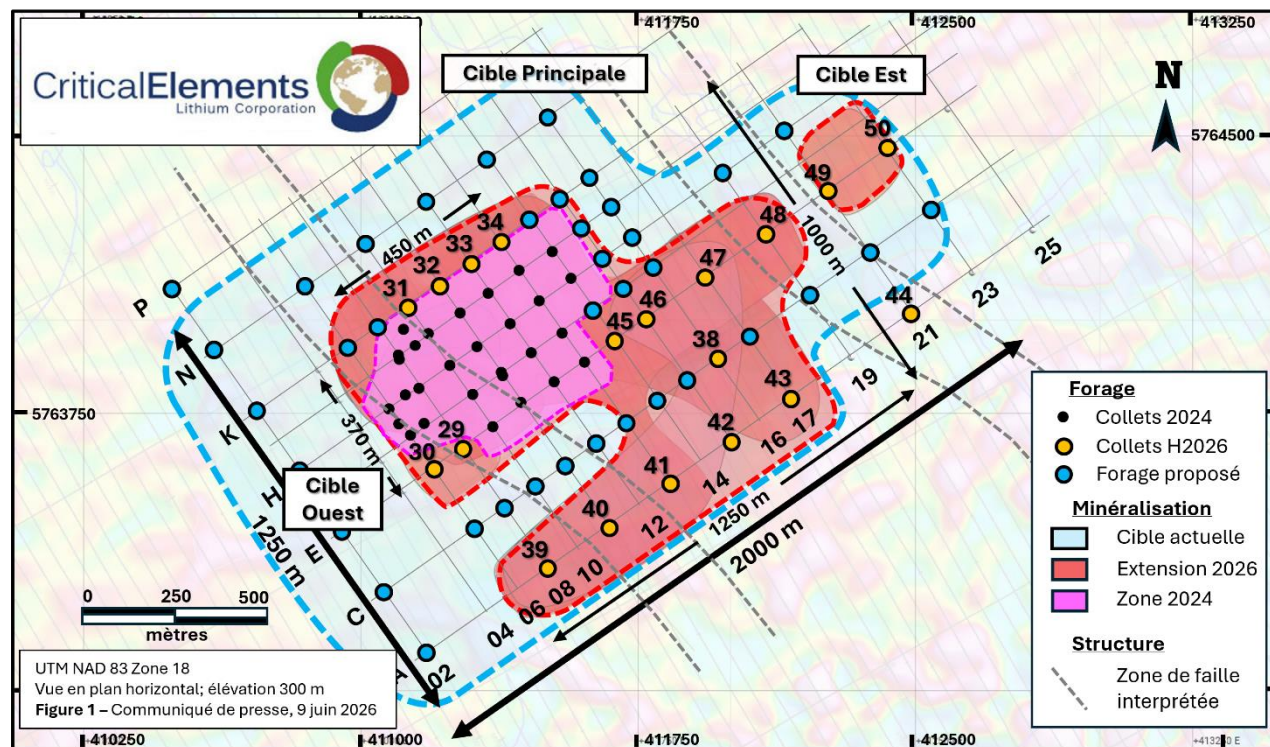 411750
412500
413250
CriticalElements
Lithium Corporation
Cible Principale
Cible Est
N
5764500
50
49
48
1000 m
450 m
34
33
32
31
47
46
45
44
25
23
21
19
P
N
K
H
E
C
A
38
43
42
41
40
39
5763750
370 m
29
30
Cible
Ouest
1250 m
17
16
14
12
10
08
06
04
02
1250 m
2000 m
0 250 500
mètres
UTM NAD 83 Zone 18
Vue en plan horizontal; élévation 300 m
Figure 1 – Communiqué de presse, 9 juin 2026
Forage
Collets 2024
Collets H2026
Forage proposé
Minéralisation
Cible actuelle
Extension 2026
Zone 2024
Structure
Zone de faille
interprétée
410250
411000
411750
412500